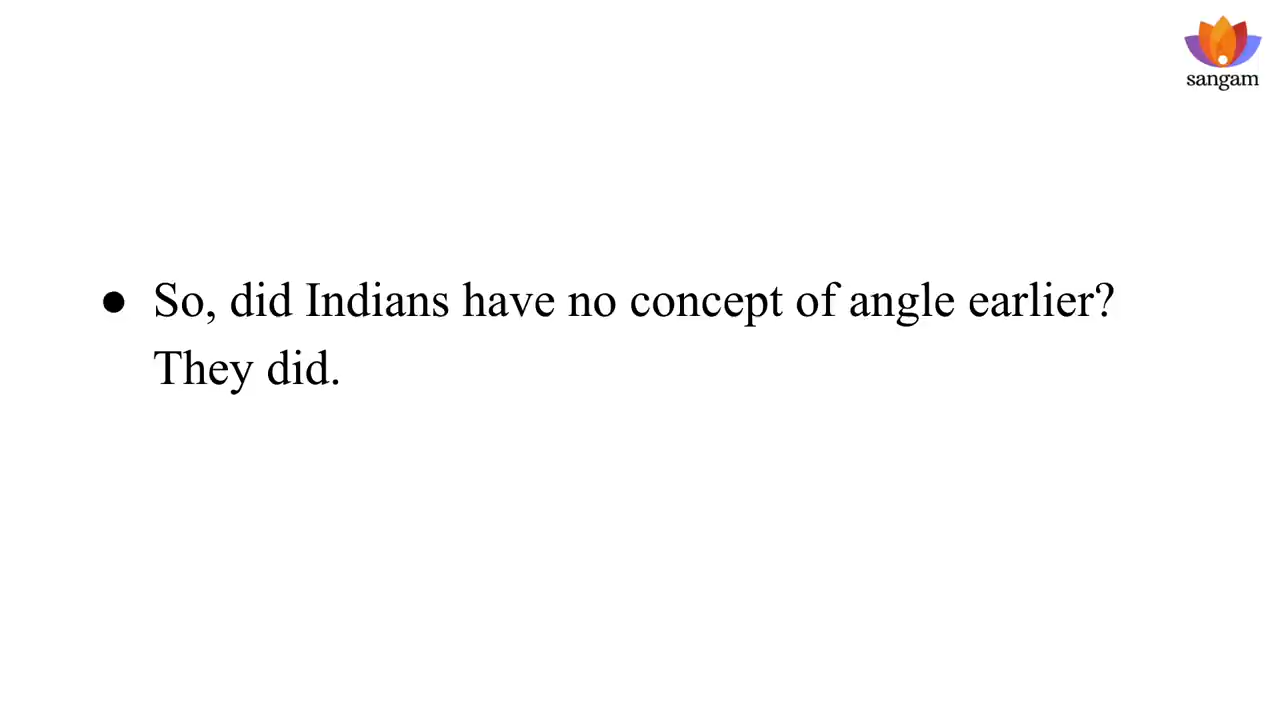 sangam
● So, did Indians have no concept of angle earlier?
They did.